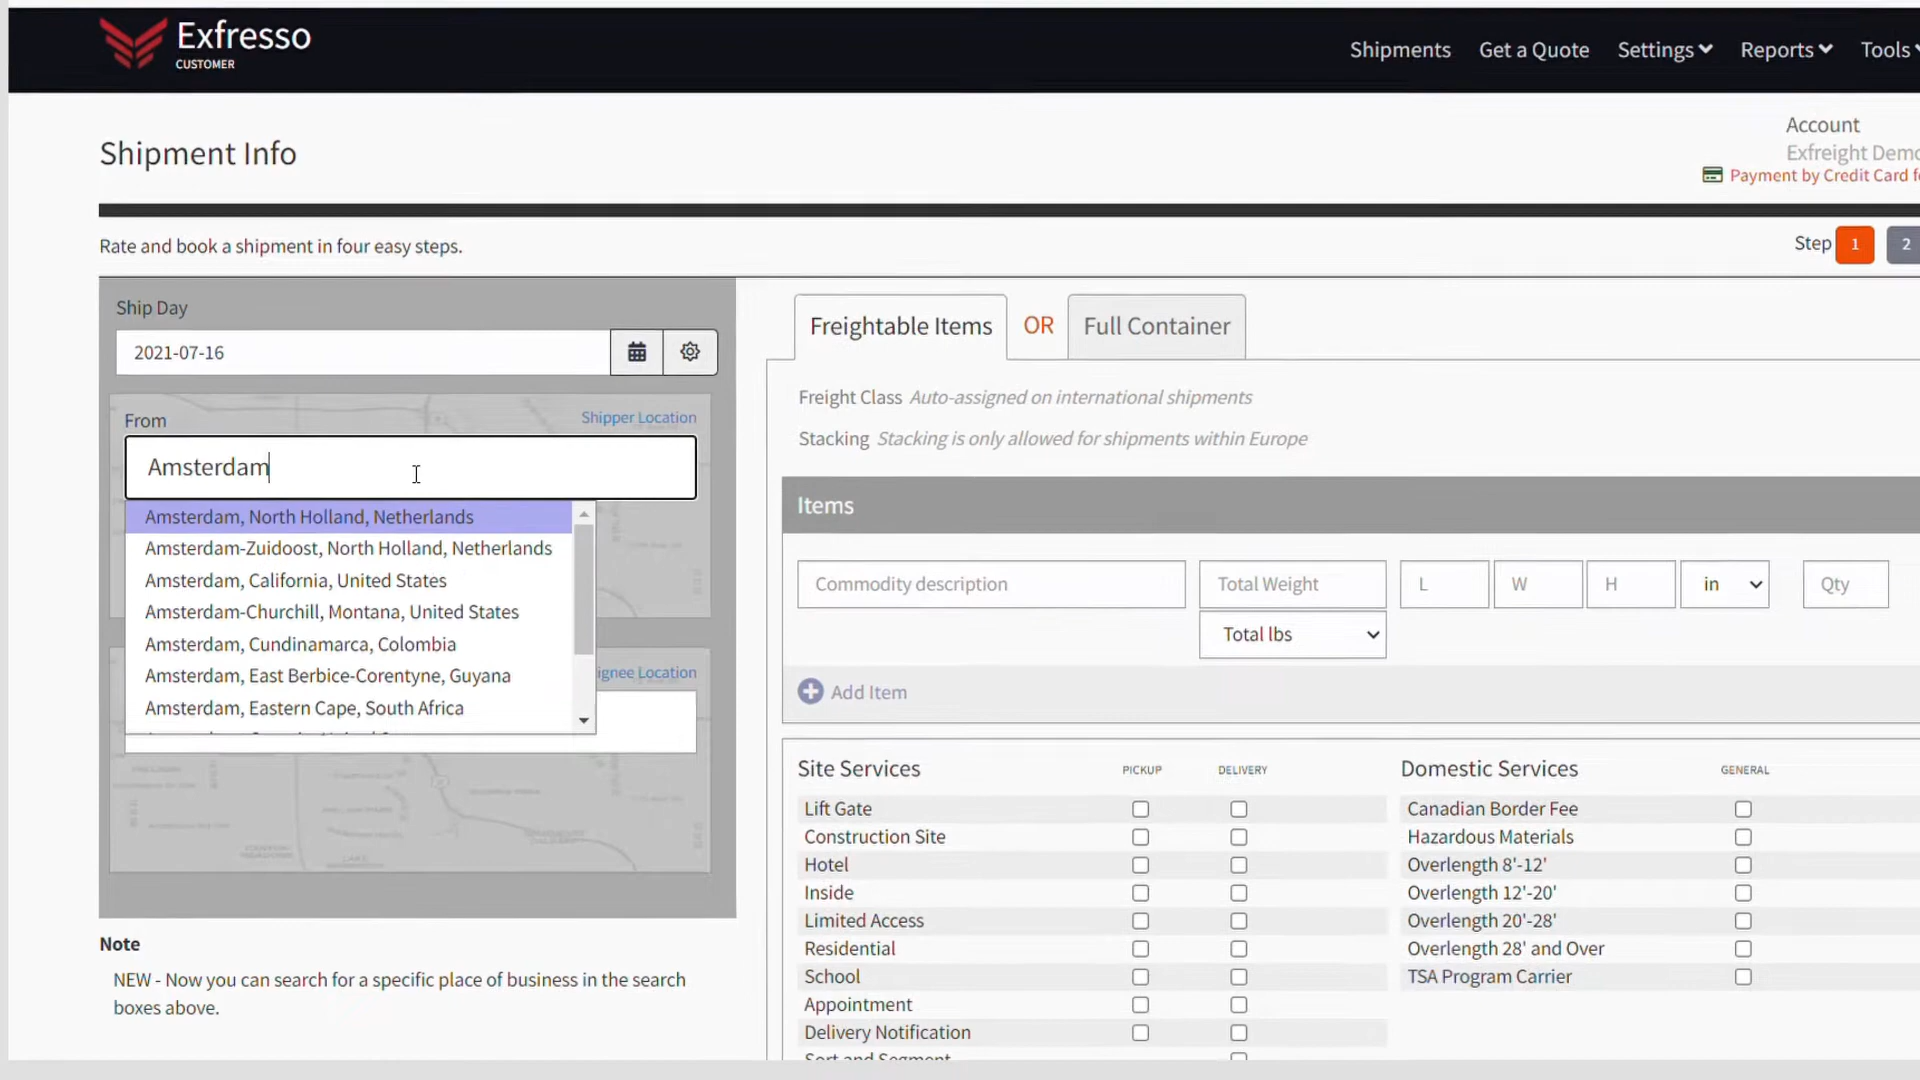 Exfresso
CUSTOMER
Shipments Get a Quote Settings Reports Tools
Shipment Info
Account
Exfreight Demo
Payment by Credit Card
Rate and book a shipment in four easy steps.
Step 1 2
Ship Day
2021-07-16
From Shipper Location
Amsterdam
Amsterdam, North Holland, Netherlands
Amsterdam-Zuidoost, North Holland, Netherlands
Amsterdam, California, United States
Amsterdam-Churchill, Montana, United States
Amsterdam, Cundinamarca, Colombia
Amsterdam, East Berbice-Corentyne, Guyana
Amsterdam, Eastern Cape, South Africa
ignee Location
Note
NEW - Now you can search for a specific place of business in the search
boxes above.
Freightable Items OR Full Container
Freight Class Auto-assigned on international shipments
Stacking Stacking is only allowed for shipments within Europe
Items
Commodity description Total Weight L W H in Qty
Total lbs
Add Item
Site Services PICKUP DELIVERY
Lift Gate
Construction Site
Hotel
Inside
Limited Access
Residential
School
Appointment
Delivery Notification
Sort and Segment
Domestic Services GENERAL
Canadian Border Fee
Hazardous Materials
Overlength 8'-12'
Overlength 12'-20'
Overlength 20'-28'
Overlength 28' and Over
TSA Program Carrier